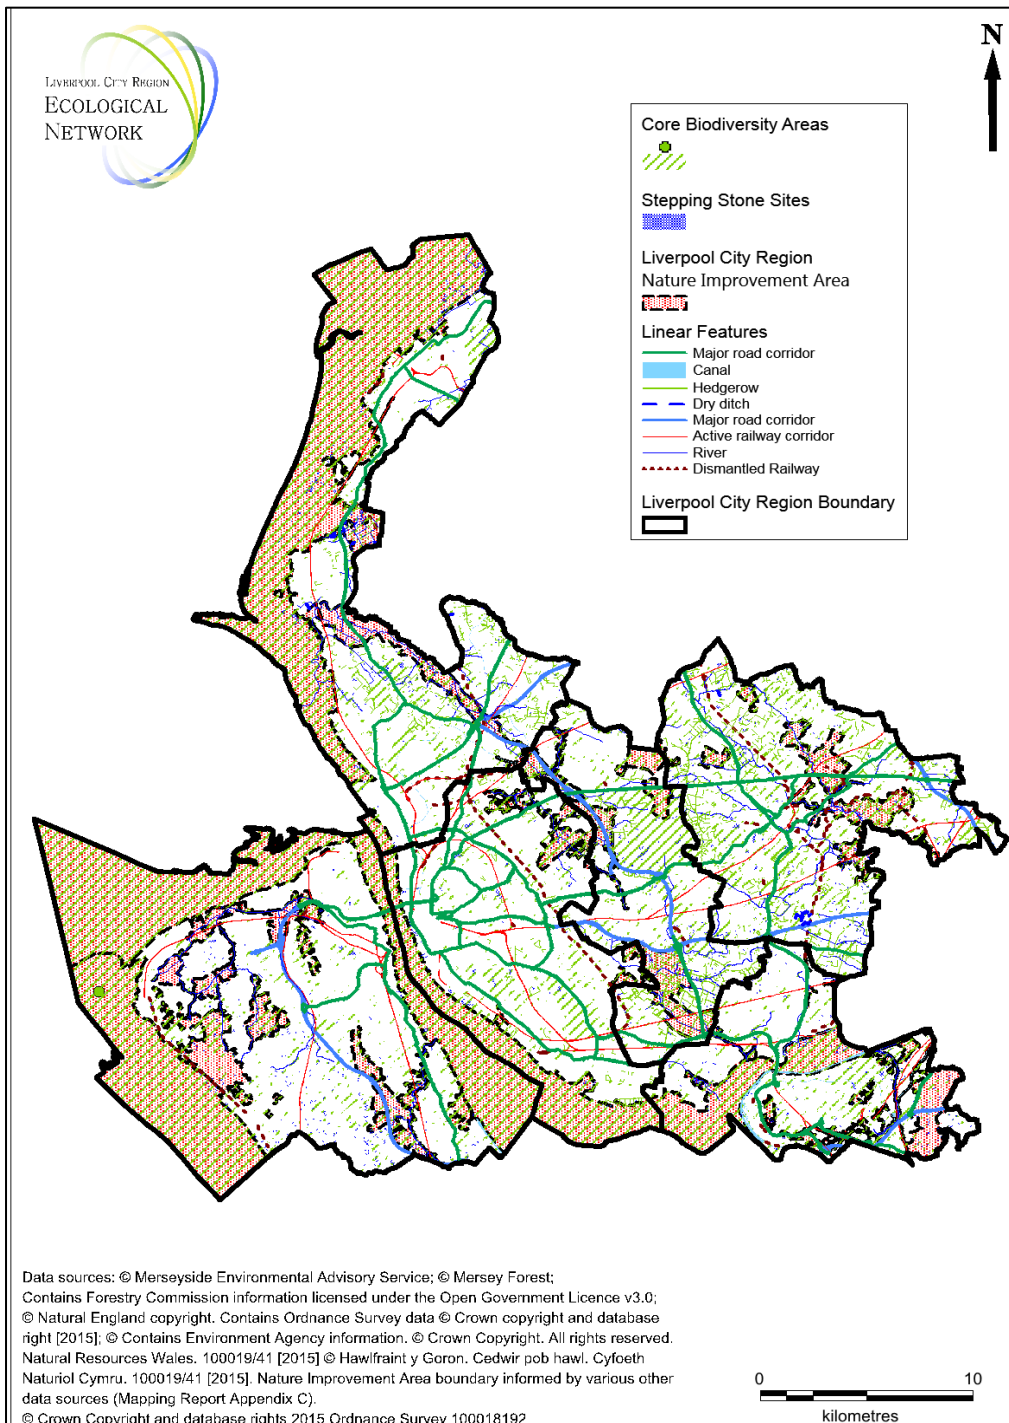 LIVERPOOL CITY REGION
ECOLOGICAL
NETWORK
N
Core Biodiversity Areas
Stepping Stone Sites
Liverpool City Region
Nature Improvement Area
Linear Features
Major road corridor
Canal
Hedgerow
Dry ditch
Major road corridor
Active railway corridor
River
Dismantled Railway
Liverpool City Region Boundary
Data sources: © Merseyside Environmental Advisory Service; © Mersey Forest;
Contains Forestry Commission information licensed under the Open Government Licence v3.0;
© Natural England copyright. Contains Ordnance Survey data © Crown copyright and database
right [2015]; © Contains Environment Agency information. © Crown Copyright. All rights reserved.
Natural Resources Wales. 100019/41 [2015] © Hawlfraint y Goron. Cedwir pob hawl. Cyfoeth
Naturiol Cymru. 100019/41 [2015]. Nature Improvement Area boundary informed by various other
data sources (Mapping Report Appendix C).
© Crown Copyright and database rights 2015 Ordnance Survey 100018192
0 10
kilometres